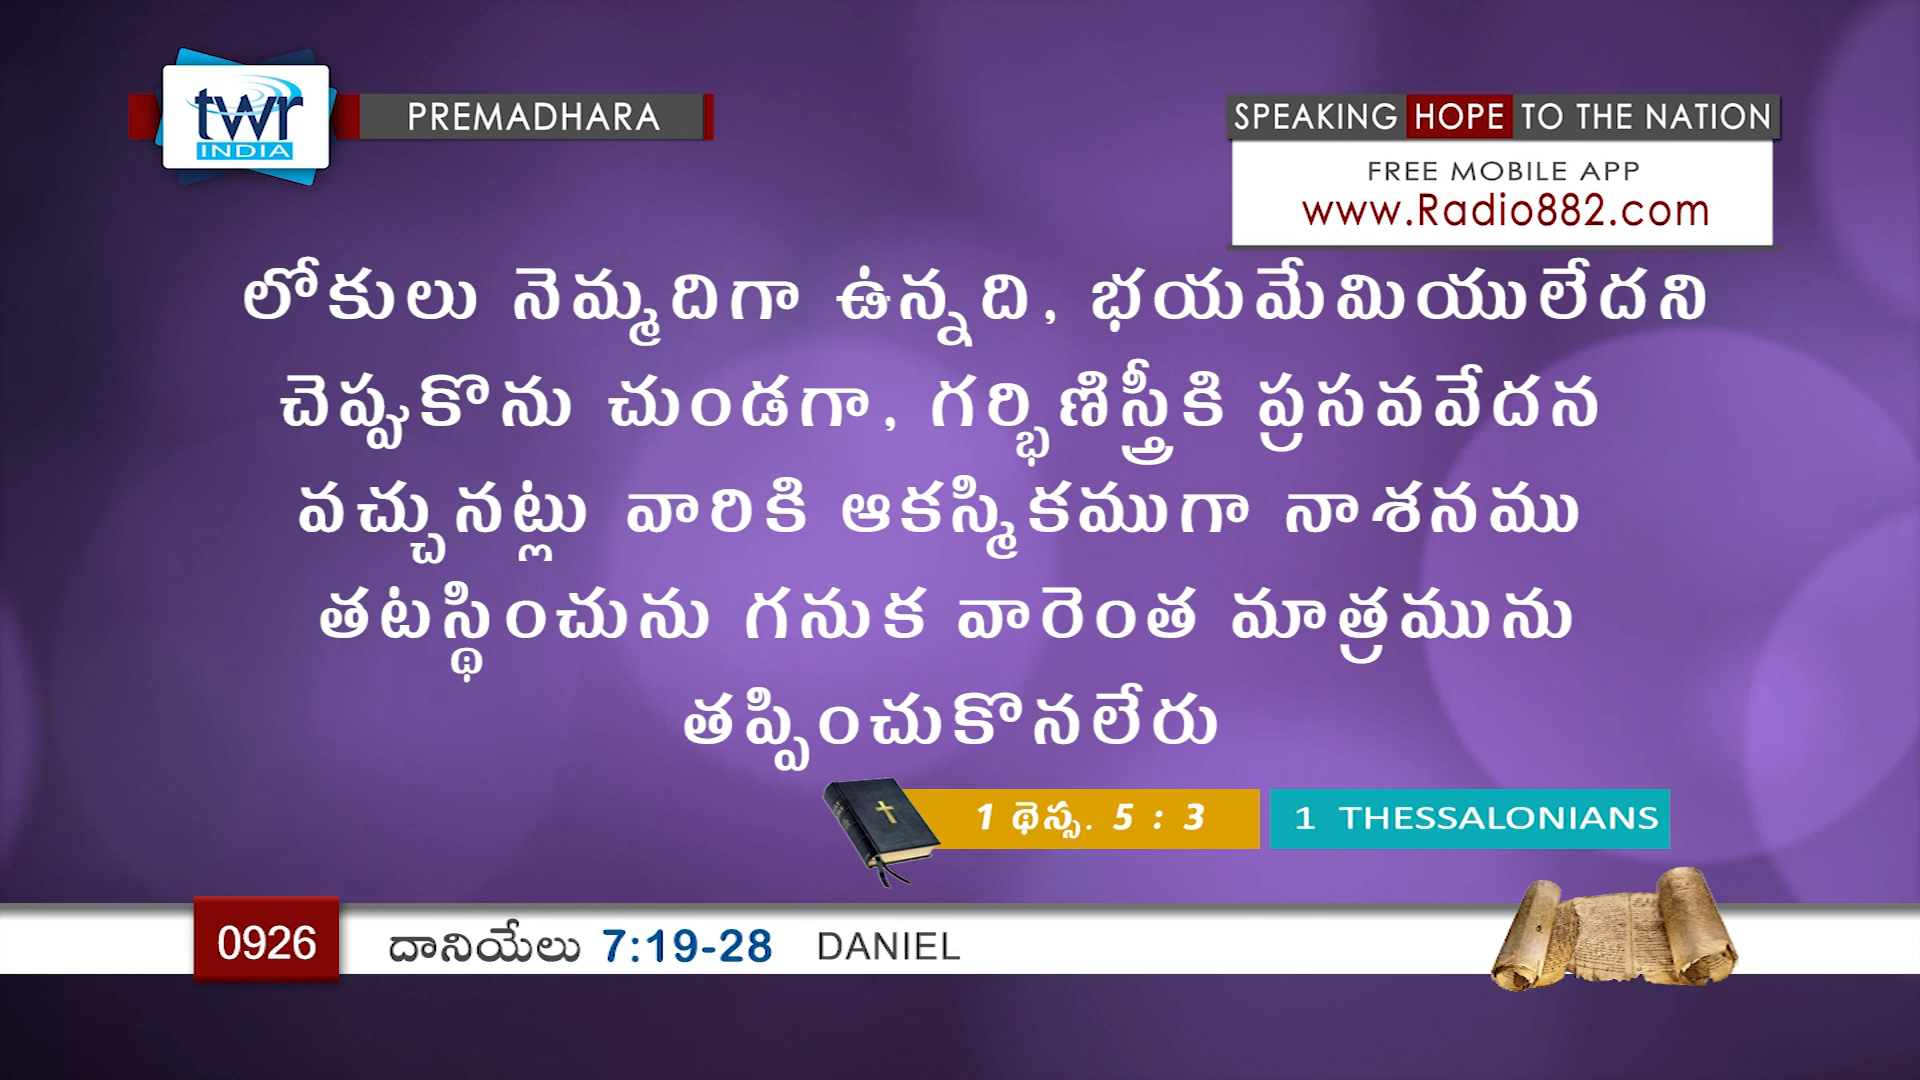 twr
INDIA
PREMADHARA
SPEAKING HOPE TO THE NATION
FREE MOBILE APP
www.Radio882.com
లోకులు నెమ్మదిగా ఉన్నది, భయమేమియులేదని
చెప్పుకొను చుండగా, గర్భిణిస్త్రీకి ప్రసవవేదన
వచ్చునట్లు వారికి ఆకస్మికముగా నాశనము
తటస్థించును గనుక వారెంత మాత్రమును
తప్పించుకొనలేరు
1 థెస్స. 5 : 3
1 THESSALONIANS
0926
దానియేలు 7:19-28 DANIEL